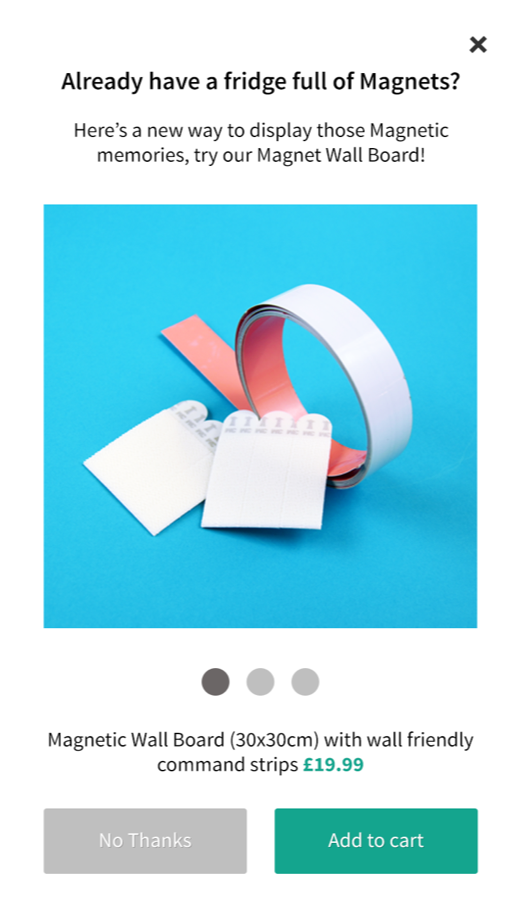 Already have a fridge full of Magnets?
Here’s a new way to display those Magnetic
memories, try our Magnet Wall Board!
Magnetic Wall Board (30x30cm) with wall friendly
command strips £19.99
No Thanks
Add to cart